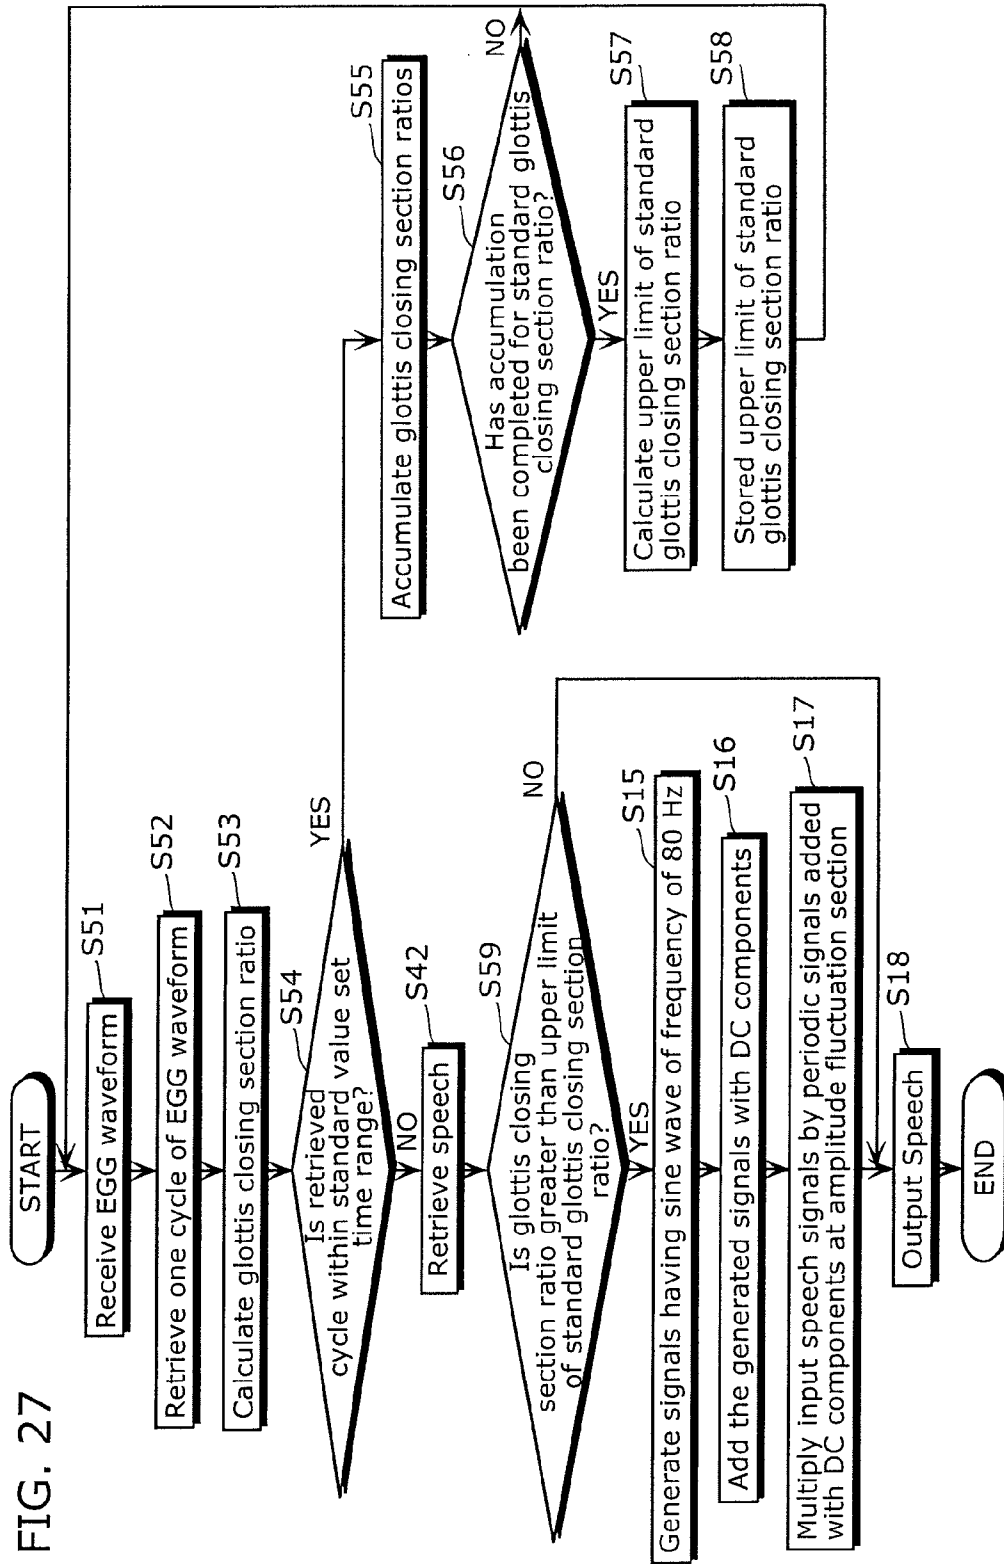 FIG. 27
START
S51
Receive EGG waveform
S52
Retrieve one cycle of EGG waveform
S53
Calculate glottis closing section ratio
S54
Is retrieved
cycle within standard value set
time range?
YES
NO
S42
Retrieve speech
S59
Is glottis closing
section ratio greater than upper limit
of standard glottis closing section
ratio?
NO
YES
S15
Generate signals having sine wave of frequency of 80 Hz
S16
Add the generated signals with DC components
S17
Multiply input speech signals by periodic signals added
with DC components at amplitude fluctuation section
S18
Output Speech
END
S55
Accumulate glottis closing section ratios
S56
Has accumulation
been completed for standard glottis
closing section ratio?
NO
YES
S57
Calculate upper limit of standard
glottis closing section ratio
S58
Stored upper limit of standard
glottis closing section ratio